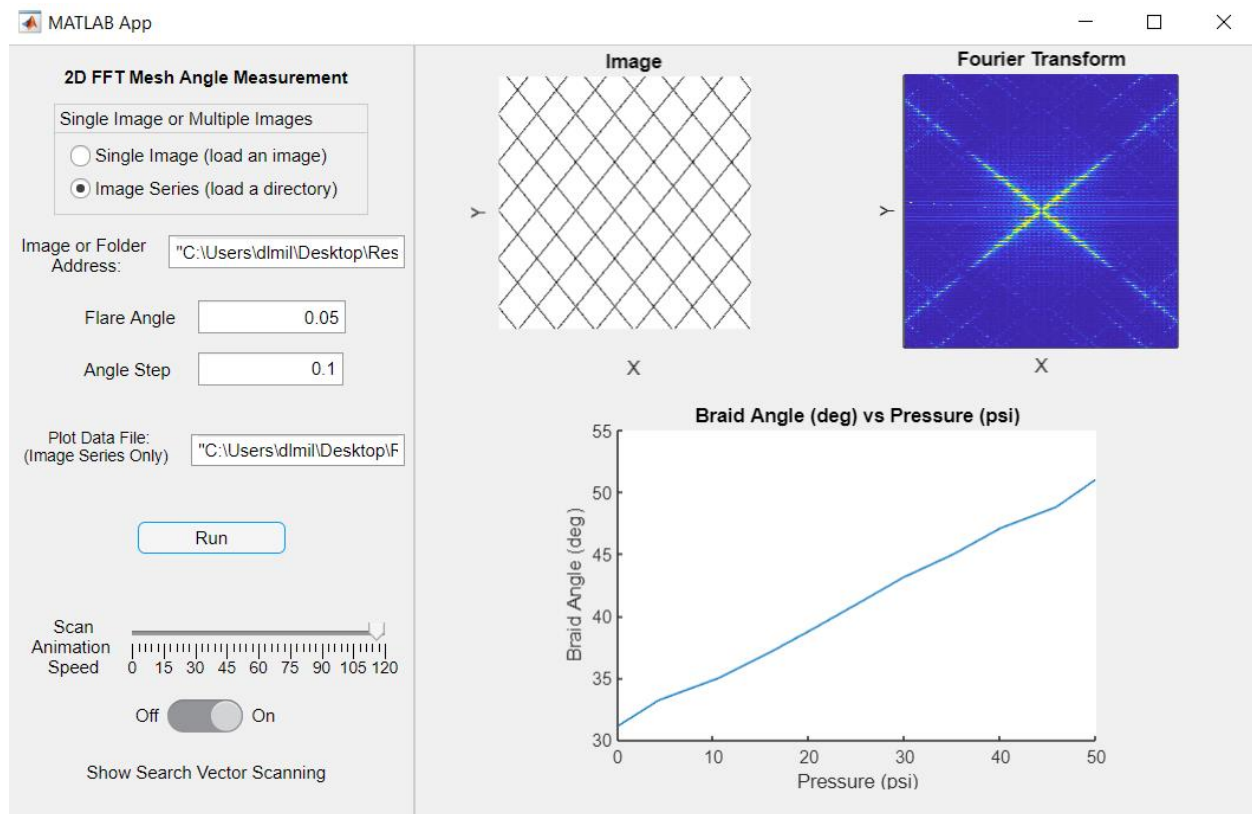 MATLAB App
2D FFT Mesh Angle Measurement
Single Image or Multiple Images
Single Image (load an image)
Image Series (load a directory)
Image or Folder
Address:
"C:\Users\dlmil\Desktop\Res
Flare Angle
0.05
Angle Step
0.1
Plot Data File:
(Image Series Only)
"C:\Users\dlmil\Desktop\F
Run
Scan
Animation
Speed
0 15 30 45 60 75 90 105 120
Off On
Show Search Vector Scanning
Image
Y
X
Fourier Transform
Y
X
Braid Angle (deg) vs Pressure (psi)
Braid Angle (deg)
55
50
45
40
35
30
0 10 20 30 40 50
Pressure (psi)